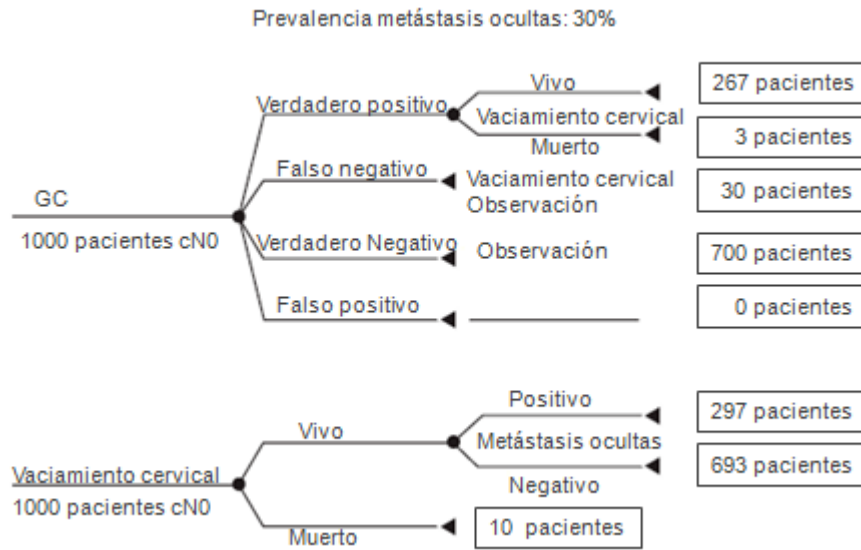 Prevalencia metástasis ocultas: 30%
Vivo
267 pacientes
Verdadero positivo
Vaciamiento cervical
Muerto
3 pacientes
Falso negativo
Vaciamiento cervical
Observación
30 pacientes
GC
1000 pacientes cN0
Verdadero Negativo
Observación
700 pacientes
Falso positivo
0 pacientes
Positivo
297 pacientes
Vivo
Metástasis ocultas
693 pacientes
Negativo
Vaciamiento cervical
1000 pacientes cN0
Muerto
10 pacientes